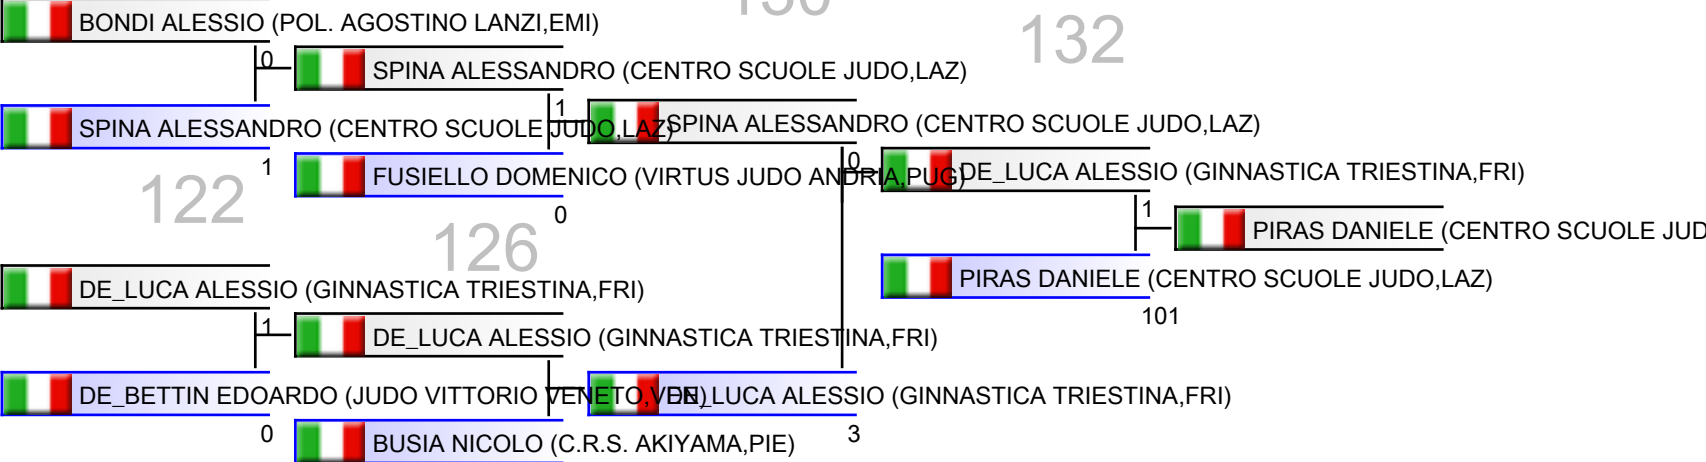 130
BONDI ALESSIO (POL. AGOSTINO LANZI,EMI)
132
0
SPINA ALESSANDRO (CENTRO SCUOLE JUDO,LAZ)
1
SPINA ALESSANDRO (CENTRO SCUOLE JUDO,LAZ)
SPINA ALESSANDRO (CENTRO SCUOLE JUDO,LAZ)
1
0
FUSIELLO DOMENICO (VIRTUS JUDO ANDRIA,PUG)
DE_LUCA ALESSIO (GINNASTICA TRIESTINA,FRI)
122
0
1
PIRAS DANIELE (CENTRO SCUOLE JUD
126
PIRAS DANIELE (CENTRO SCUOLE JUDO,LAZ)
101
DE_LUCA ALESSIO (GINNASTICA TRIESTINA,FRI)
1
DE_LUCA ALESSIO (GINNASTICA TRIESTINA,FRI)
DE_BETTIN EDOARDO (JUDO VITTORIO VENETO,VEN)
DE_LUCA ALESSIO (GINNASTICA TRIESTINA,FRI)
0
BUSIA NICOLO (C.R.S. AKIYAMA,PIE)
3